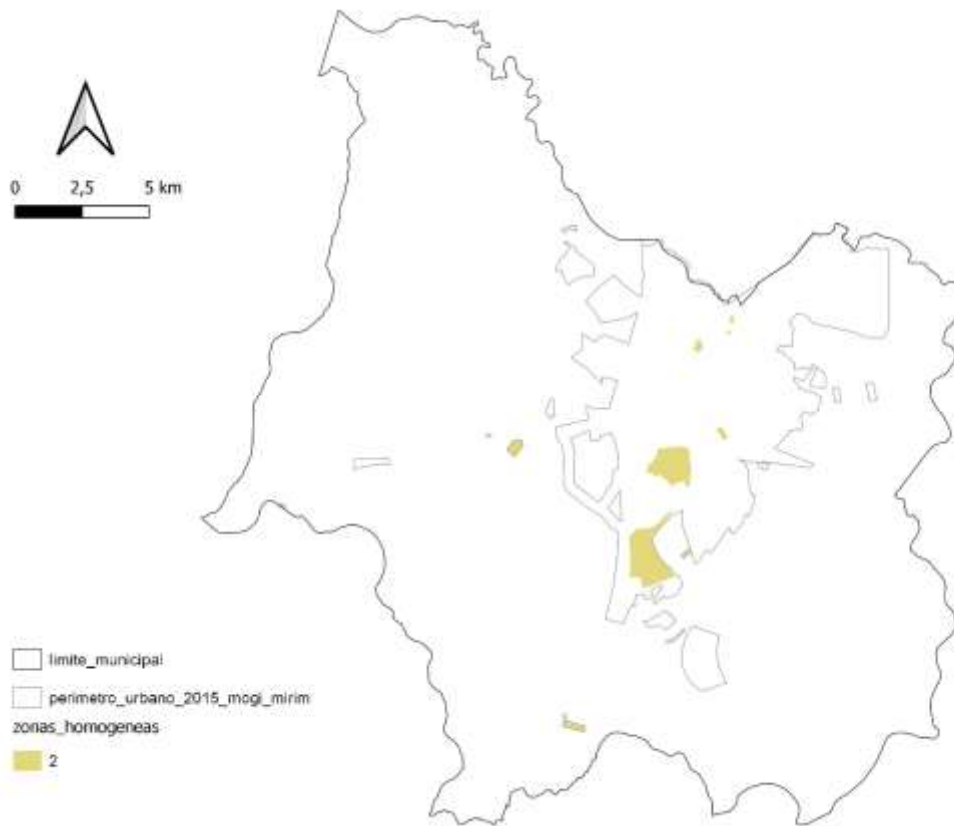 0 2,5 5 km
limite_municipal
perimetro_urbano_2015_mogi_mirim
zonas_homogeneas
2